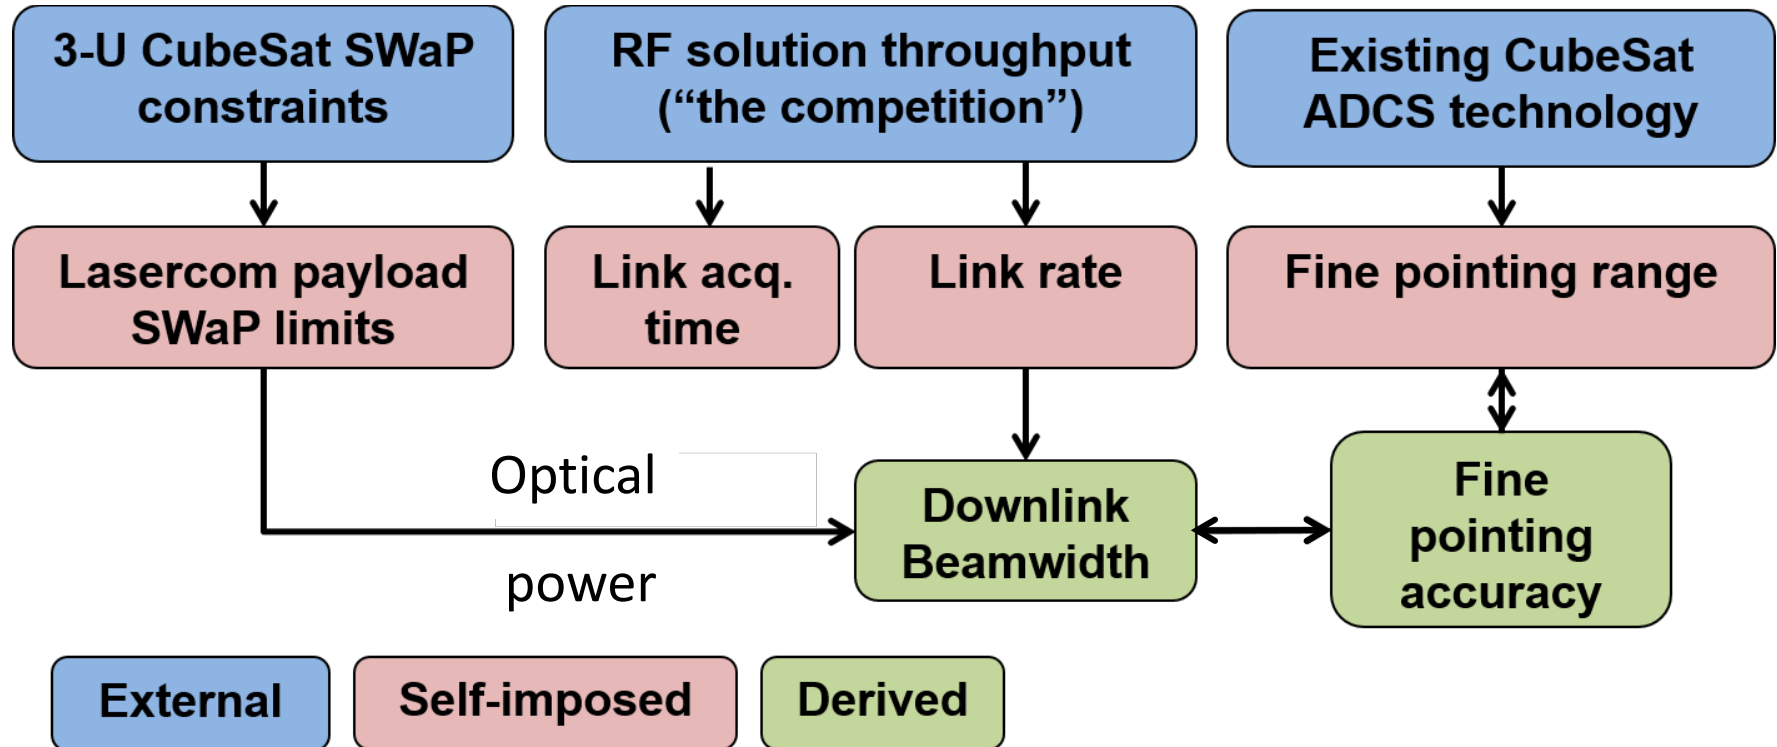 3-U CubeSat SWaP
constraints
RF solution throughput
(“the competition”)
Existing CubeSat
ADCS technology
Lasercom payload
SWaP limits
Link acq.
time
Link rate
Fine pointing range
Optical
power
Downlink
Beamwidth
Fine
pointing
accuracy
External
Self-imposed
Derived